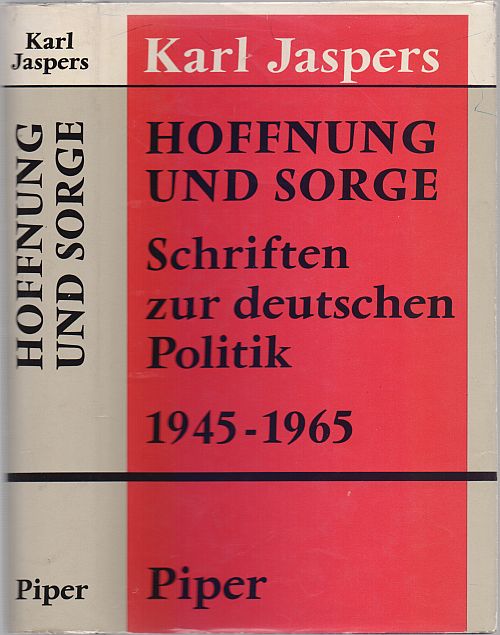 Karl
Jaspers
HOFFNUNG
UND SORGE
Piper
Karl Jaspers
HOFFNUNG
UND SORGE
Schriften
zur deutschen
Politik
1945-1965
Piper